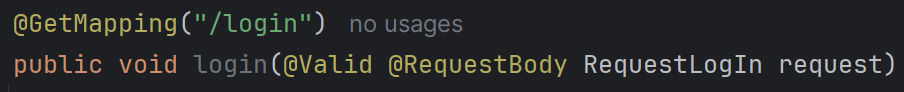 @GetMapping("/login") no usages
public void login(@Valid @RequestBody RequestLogIn request)